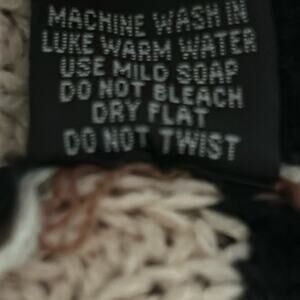 MACHINE WASH IN
LUKE WARM WATER
USE MILD SOAP
DO NOT BLEACH
DRY FLAT
DO NOT TWIST